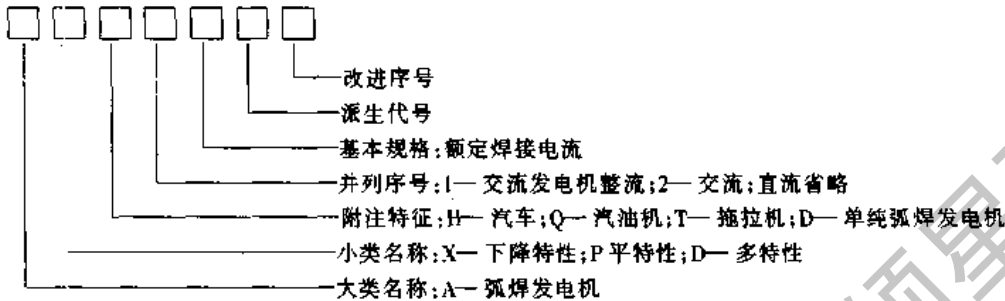 改进序号
派生代号
基本规格:额定焊接电流
并列序号:1—交流发电机整流;2—交流;直流省略
附注特征:H—汽车;Q—汽油机;T—拖拉机;D—单纯弧焊发电机
小类名称:X—下降特性;P平特性;D—多特性
大类名称:A—弧焊发电机